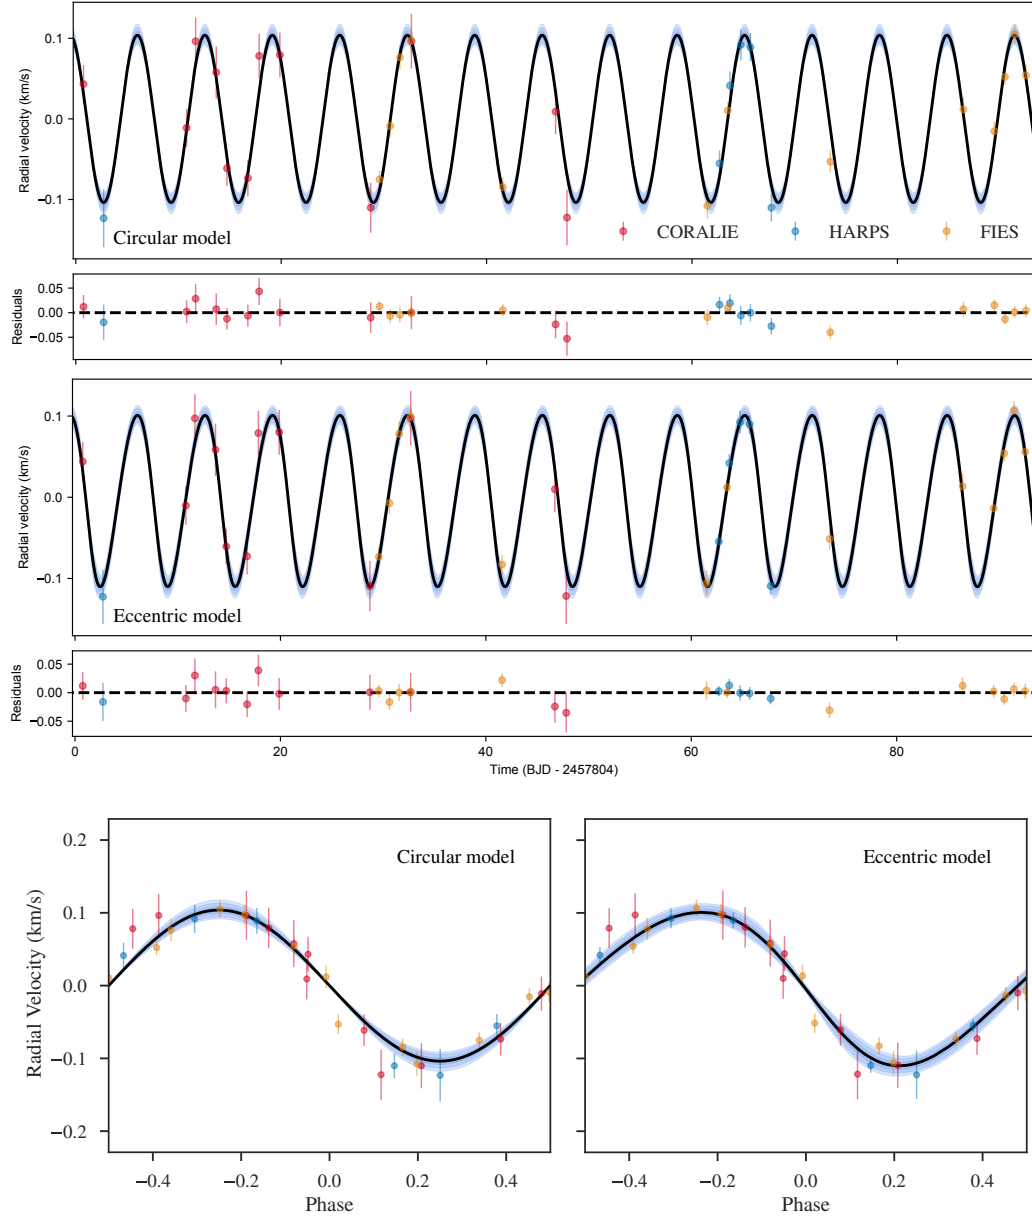 0.1
0.0
−0.1
Radial velocity (km/s)
Circular model
CORALIE
HARPS
FIES
0.05
0.00
−0.05
Residuals
0.1
0.0
−0.1
Radial velocity (km/s)
Eccentric model
0.05
0.00
−0.05
Residuals
0 20 40 60 80
Time (BJD - 2457804)
Circular model
Eccentric model
0.2
0.1
0.0
−0.1
−0.2
Radial Velocity (km/s)
−0.4 −0.2 0.0 0.2 0.4
Phase
−0.4 −0.2 0.0 0.2 0.4
Phase